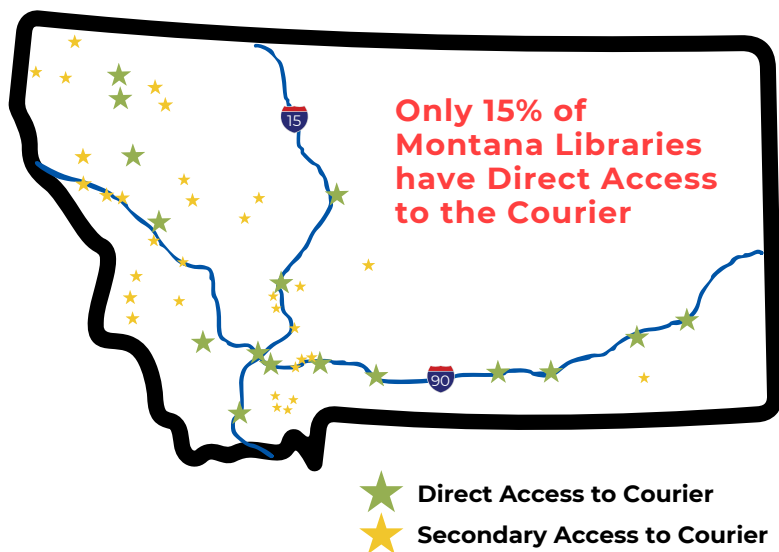 15
Only 15% of
Montana Libraries
have Direct Access
to the Courier
90
Direct Access to Courier
Secondary Access to Courier